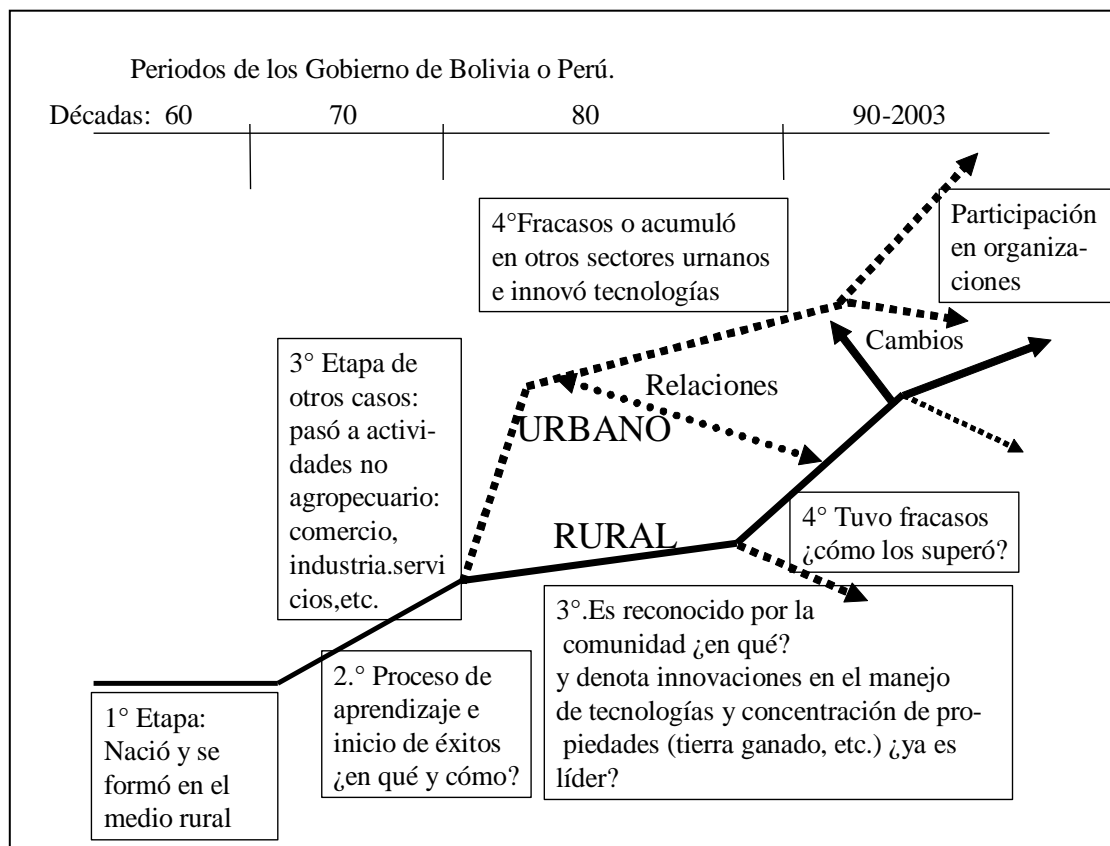 Periodos de los Gobierno de Bolivia o Perú.
Décadas: 60 70 80 90-2003
4°Fracasos o acumuló
en otros sectores urnanos
e innovó tecnologías
Participación
en organiza-
ciones
Cambios
3° Etapa de
otros casos:
pasó a activi-
dades no
agropecuario:
comercio,
industria.servi
cios,etc.
Relaciones
URBANO
RURAL
4° Tuvo fracasos
¿cómo los superó?
3°.Es reconocido por la
comunidad ¿en qué?
y denota innovaciones en el manejo
de tecnologías y concentración de pro-
piedades (tierra ganado, etc.) ¿ya es
líder?
2.° Proceso de
aprendizaje e
inicio de éxitos
¿en qué y cómo?
1° Etapa:
Nació y se
formó en el
medio rural